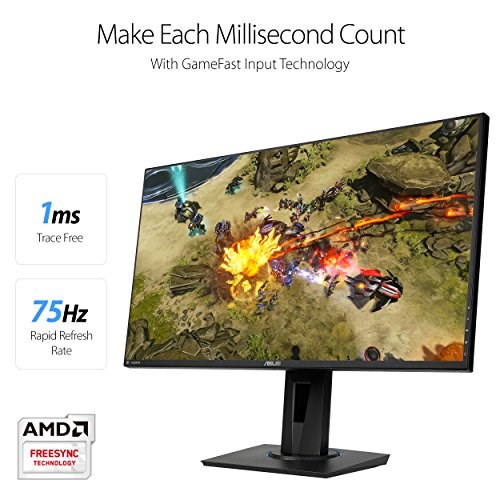 Make Each Millisecond Count
With GameFast Input Technology
1ms
Trace Free
75Hz
Rapid Refresh
Rate
AMD
FREESYNC
TECHNOLOGY
ASUS